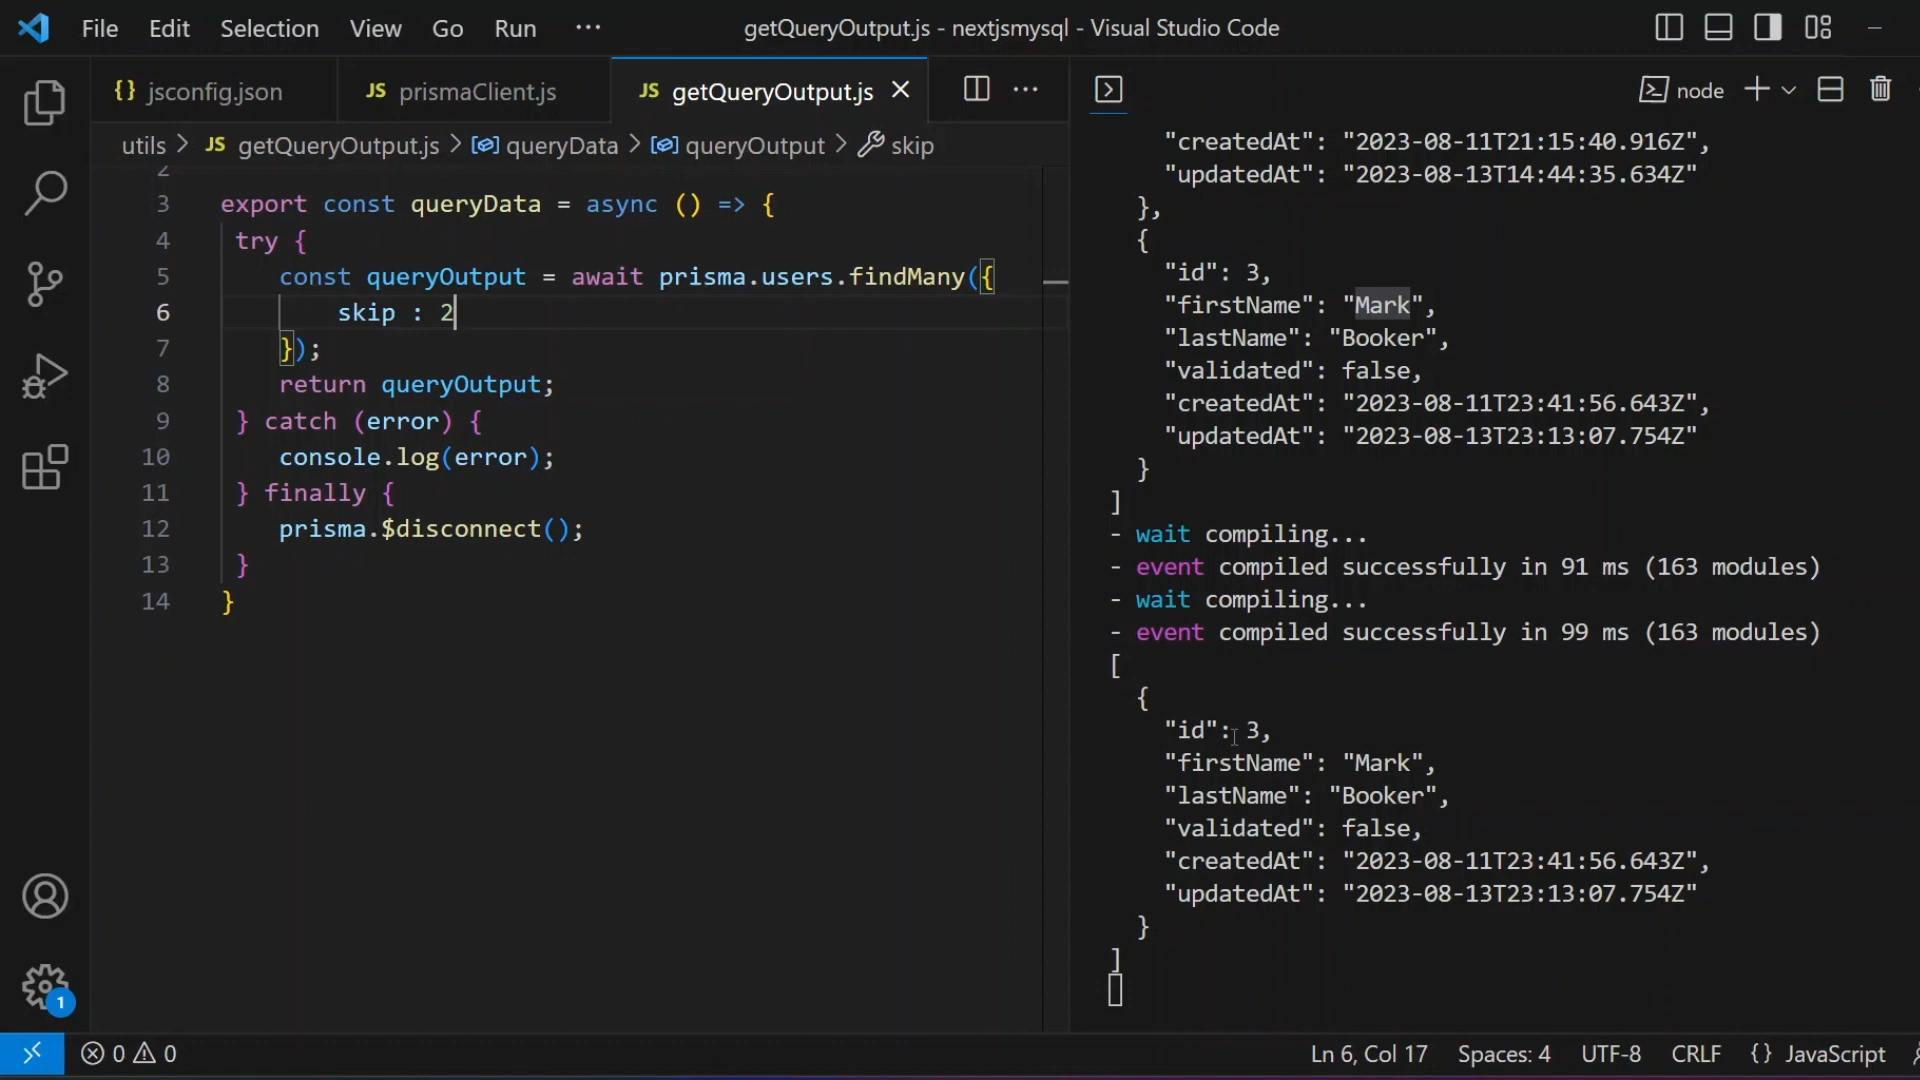 File Edit Selection View Go Run ··· getQueryOutput.js - nextjsmysql - Visual Studio Code
{} jsconfig.json JS prismaClient.js JS getQueryOutput.js
utils > JS getQueryOutput.js > queryData > queryOutput > skip
2
3 export const queryData = async () => {
4 try {
5 const queryOutput = await prisma.users.findMany({
6 skip : 2
7 });
8 return queryOutput;
9 } catch (error) {
10 console.log(error);
11 } finally {
12 prisma.$disconnect();
13 }
14 }
node
"createdAt": "2023-08-11T21:15:40.916Z",
"updatedAt": "2023-08-13T14:44:35.634Z"
},
{
"id": 3,
"firstName": "Mark",
"lastName": "Booker",
"validated": false,
"createdAt": "2023-08-11T23:41:56.643Z",
"updatedAt": "2023-08-13T23:13:07.754Z"
}
]
- wait compiling...
- event compiled successfully in 91 ms (163 modules)
- wait compiling...
- event compiled successfully in 99 ms (163 modules)
[
{
"id": 3,
"firstName": "Mark",
"lastName": "Booker",
"validated": false,
"createdAt": "2023-08-11T23:41:56.643Z",
"updatedAt": "2023-08-13T23:13:07.754Z"
}
]
1
0 0 Ln 6, Col 17 Spaces: 4 UTF-8 CRLF {} JavaScript